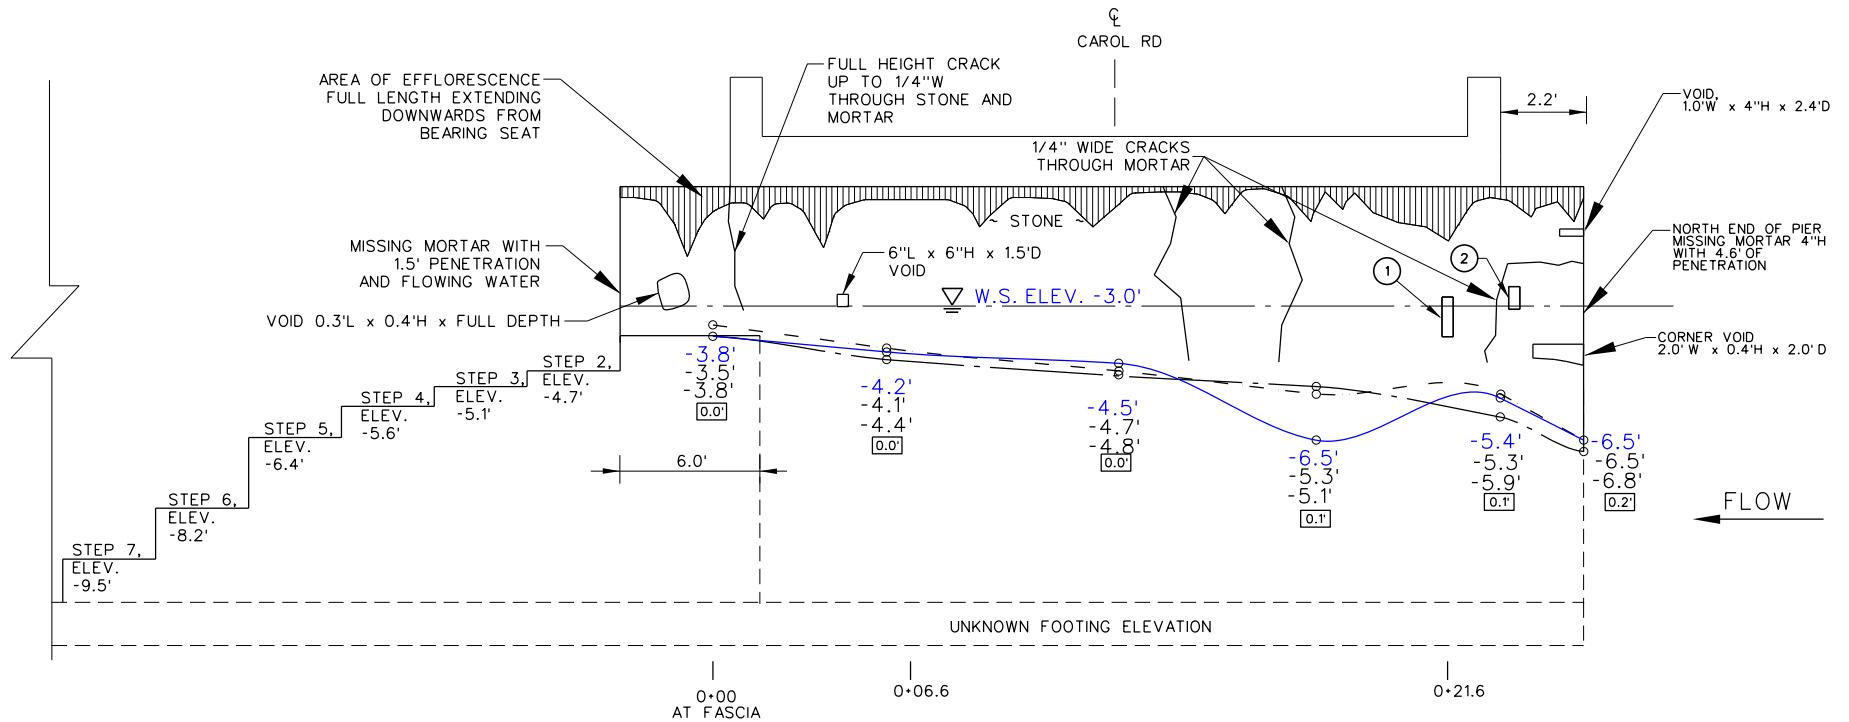 ℄
CAROL RD
AREA OF EFFLORESCENCE
FULL LENGTH EXTENDING
DOWNWARDS FROM
BEARING SEAT
FULL HEIGHT CRACK
UP TO 1/4"W
THROUGH STONE AND
MORTAR
1/4" WIDE CRACKS
THROUGH MORTAR
2.2'
VOID,
1.0'W x 4"H x 2.4'D
~ STONE ~
MISSING MORTAR WITH
1.5' PENETRATION
AND FLOWING WATER
6"L x 6"H x 1.5'D
VOID
NORTH END OF PIER
MISSING MORTAR 4"H
WITH 4.6' OF
PENETRATION
1
2
W.S. ELEV. -3.0'
VOID 0.3'L x 0.4'H x FULL DEPTH
CORNER VOID
2.0'W x 0.4'H x 2.0'D
STEP 2,
ELEV.
-4.7'
STEP 3,
ELEV.
-5.1'
STEP 4,
ELEV.
-5.6'
STEP 5,
ELEV.
-6.4'
STEP 6,
ELEV.
-8.2'
STEP 7,
ELEV.
-9.5'
-3.8'
-3.5'
-3.8'
0.0'
-4.2'
-4.1'
-4.4'
0.0'
-4.5'
-4.7'
-4.8'
0.0'
-6.5'
-5.3'
-5.1'
0.1'
-5.4'
-5.3'
-5.9'
0.1'
-6.5'
-6.5'
-6.8'
0.2'
6.0'
FLOW
UNKNOWN FOOTING ELEVATION
0+00
AT FASCIA
0+06.6
0+21.6